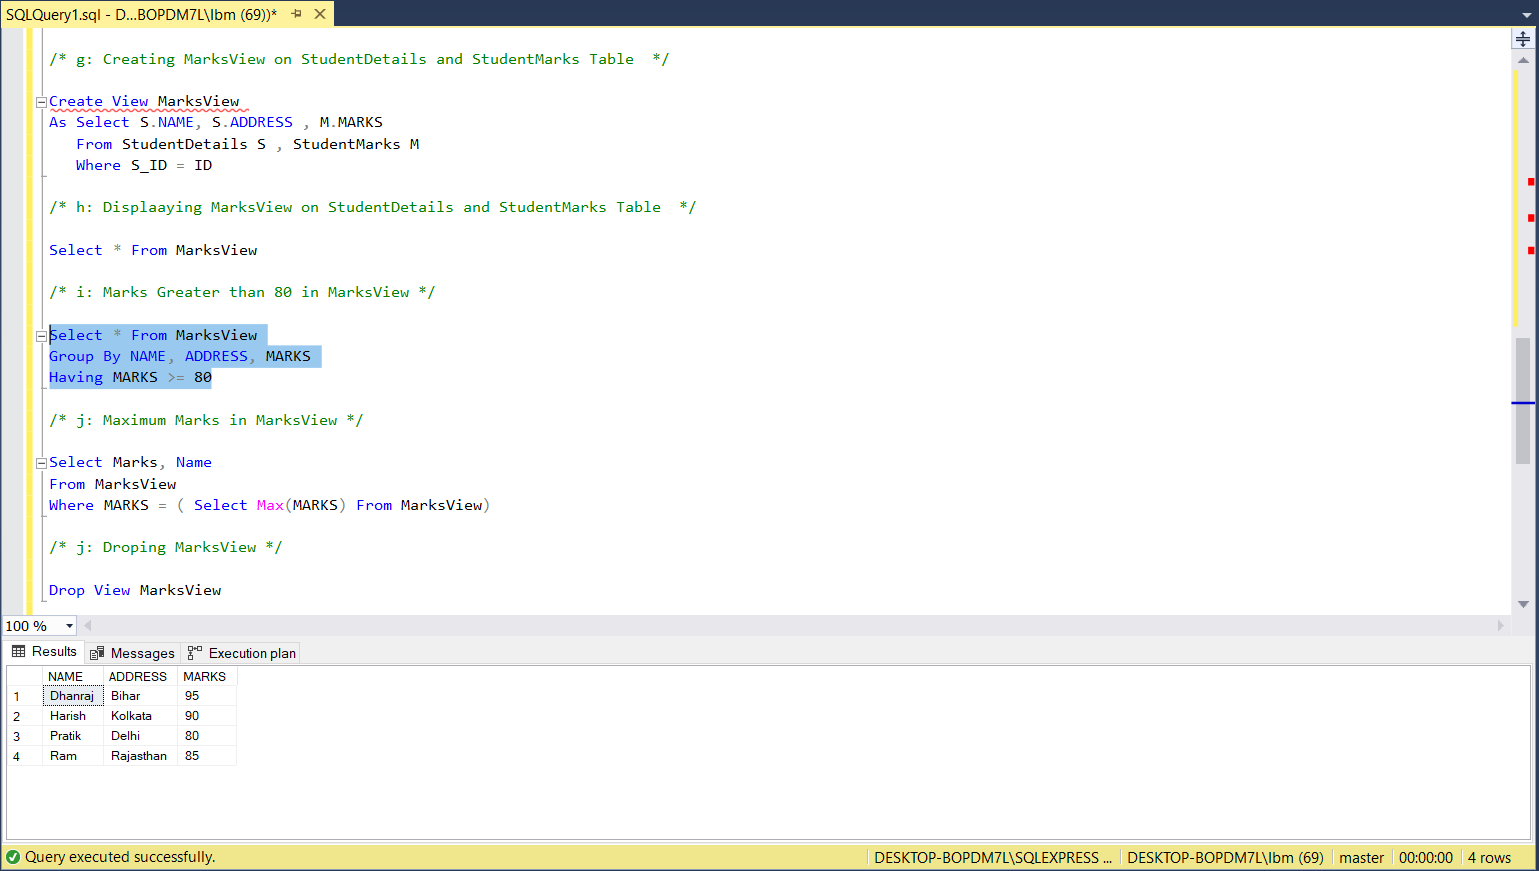 SQLQuery1.sql - D...BOPDM7L\Ibm (69))*
/* g: Creating MarksView on StudentDetails and StudentMarks Table  */
Create View MarksView
As Select S.NAME, S.ADDRESS , M.MARKS
From StudentDetails S , StudentMarks M
Where S_ID = ID
/* h: Displaaying MarksView on StudentDetails and StudentMarks Table  */
Select * From MarksView
/* i: Marks Greater than 80 in MarksView */
Select * From MarksView
Group By NAME, ADDRESS, MARKS
Having MARKS >= 80
/* j: Maximum Marks in MarksView */
Select Marks, Name
From MarksView
Where MARKS = ( Select Max(MARKS) From MarksView)
/* j: Droping MarksView */
Drop View MarksView
100 %
Results Messages Execution plan
NAME ADDRESS MARKS
1 Dhanraj Bihar 95
2 Harish Kolkata 90
3 Pratik Delhi 80
4 Ram Rajasthan 85
Query executed successfully. DESKTOP-BOPDM7L\SQLEXPRESS ... DESKTOP-BOPDM7L\Ibm (69) master 00:00:00 4 rows